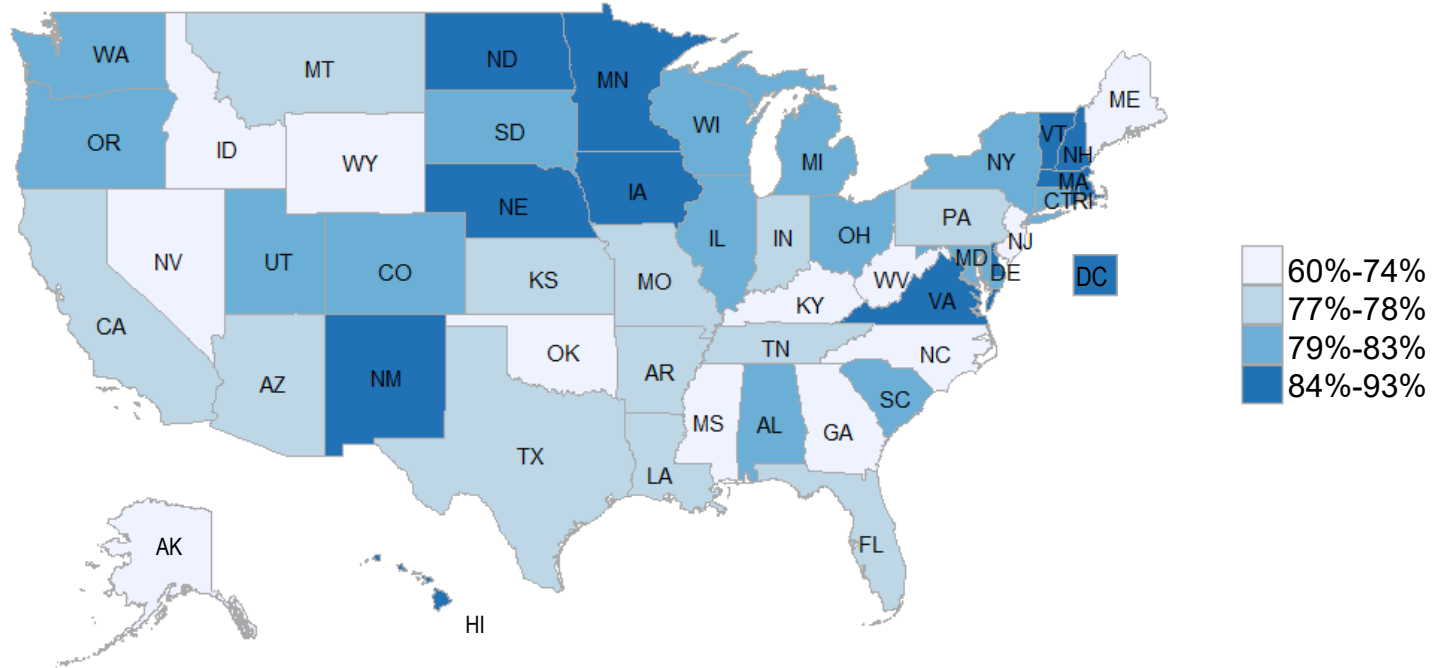 WA
MT
ND
MN
ME
OR
ID
WY
SD
WI
MI
NY
VT
NH
MA
CT
RI
NV
UT
CO
NE
IA
IL
IN
OH
PA
NJ
MD
DE
DC
WV
VA
CA
KS
MO
KY
AZ
NM
OK
AR
TN
NC
SC
TX
LA
MS
AL
GA
FL
AK
HI
60%-74%
77%-78%
79%-83%
84%-93%